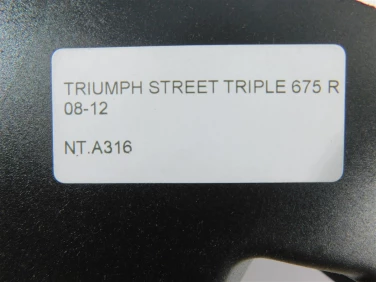 TRIUMPH STREET TRIPLE 675 R
08-12
NT.A316